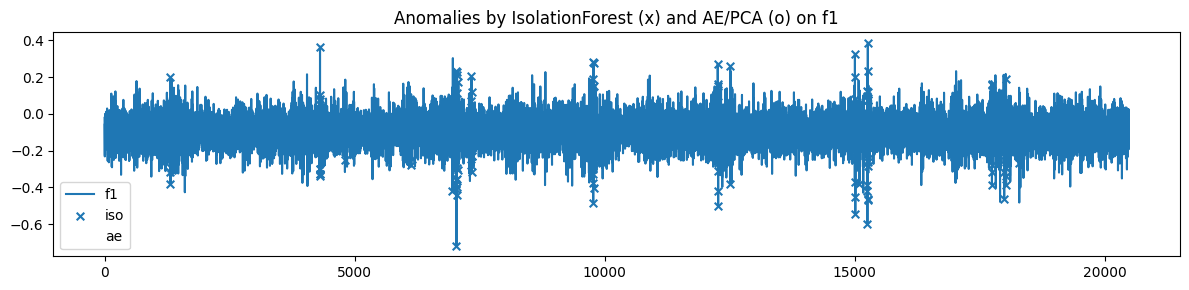 Anomalies by IsolationForest (x) and AE/PCA (o) on f1
0.4
0.2
0.0
−0.2
−0.4
−0.6
f1
iso
ae
0 5000 10000 15000 20000